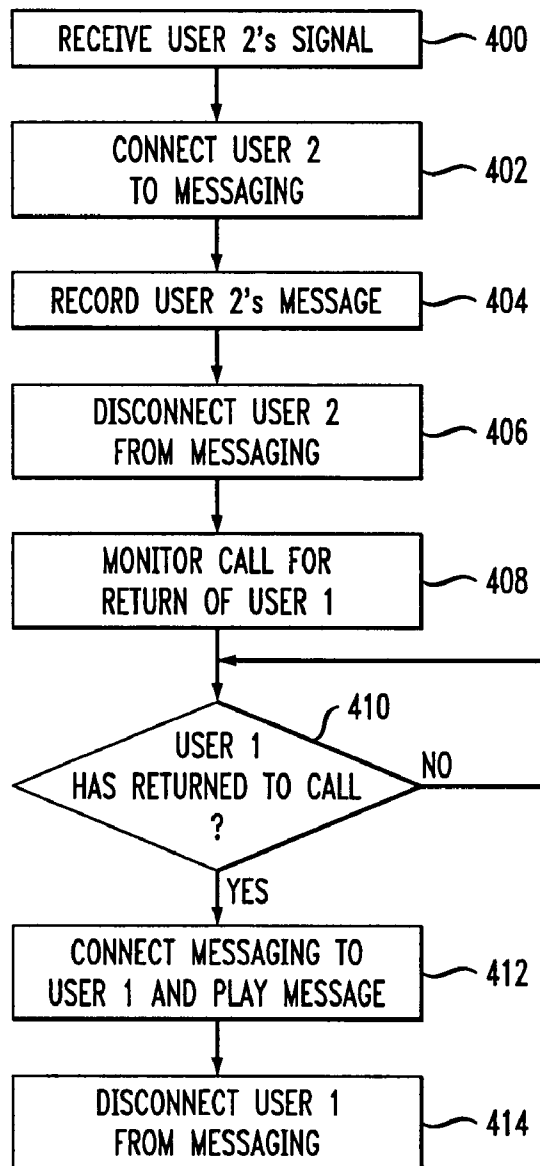 RECEIVE USER 2's SIGNAL
400
CONNECT USER 2
TO MESSAGING
402
RECORD USER 2's MESSAGE
404
DISCONNECT USER 2
FROM MESSAGING
406
MONITOR CALL FOR
RETURN OF USER 1
408
410
USER 1
HAS RETURNED TO CALL
?
NO
YES
CONNECT MESSAGING TO
USER 1 AND PLAY MESSAGE
412
DISCONNECT USER 1
FROM MESSAGING
414